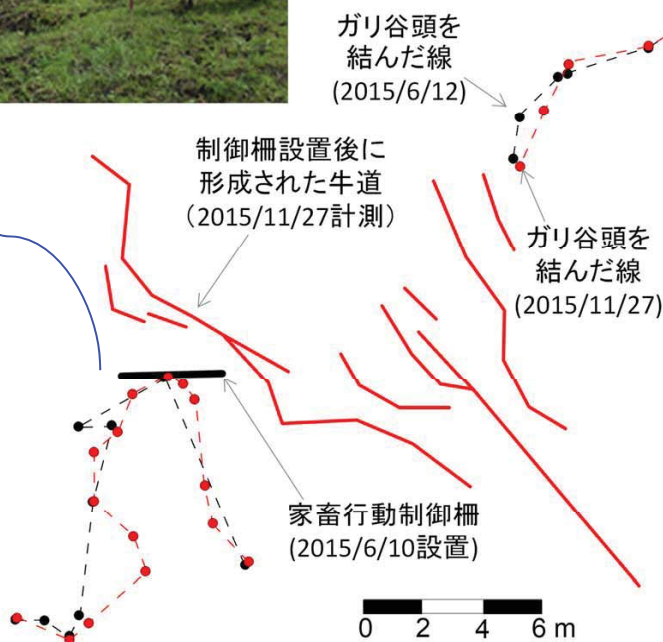 ガリ谷頭を
結んだ線
(2015/6/12)
制御柵設置後に
形成された牛道
（2015/11/27計測）
ガリ谷頭を
結んだ線
(2015/11/27)
家畜行動制御柵
(2015/6/10設置)
0 2 4 6 m